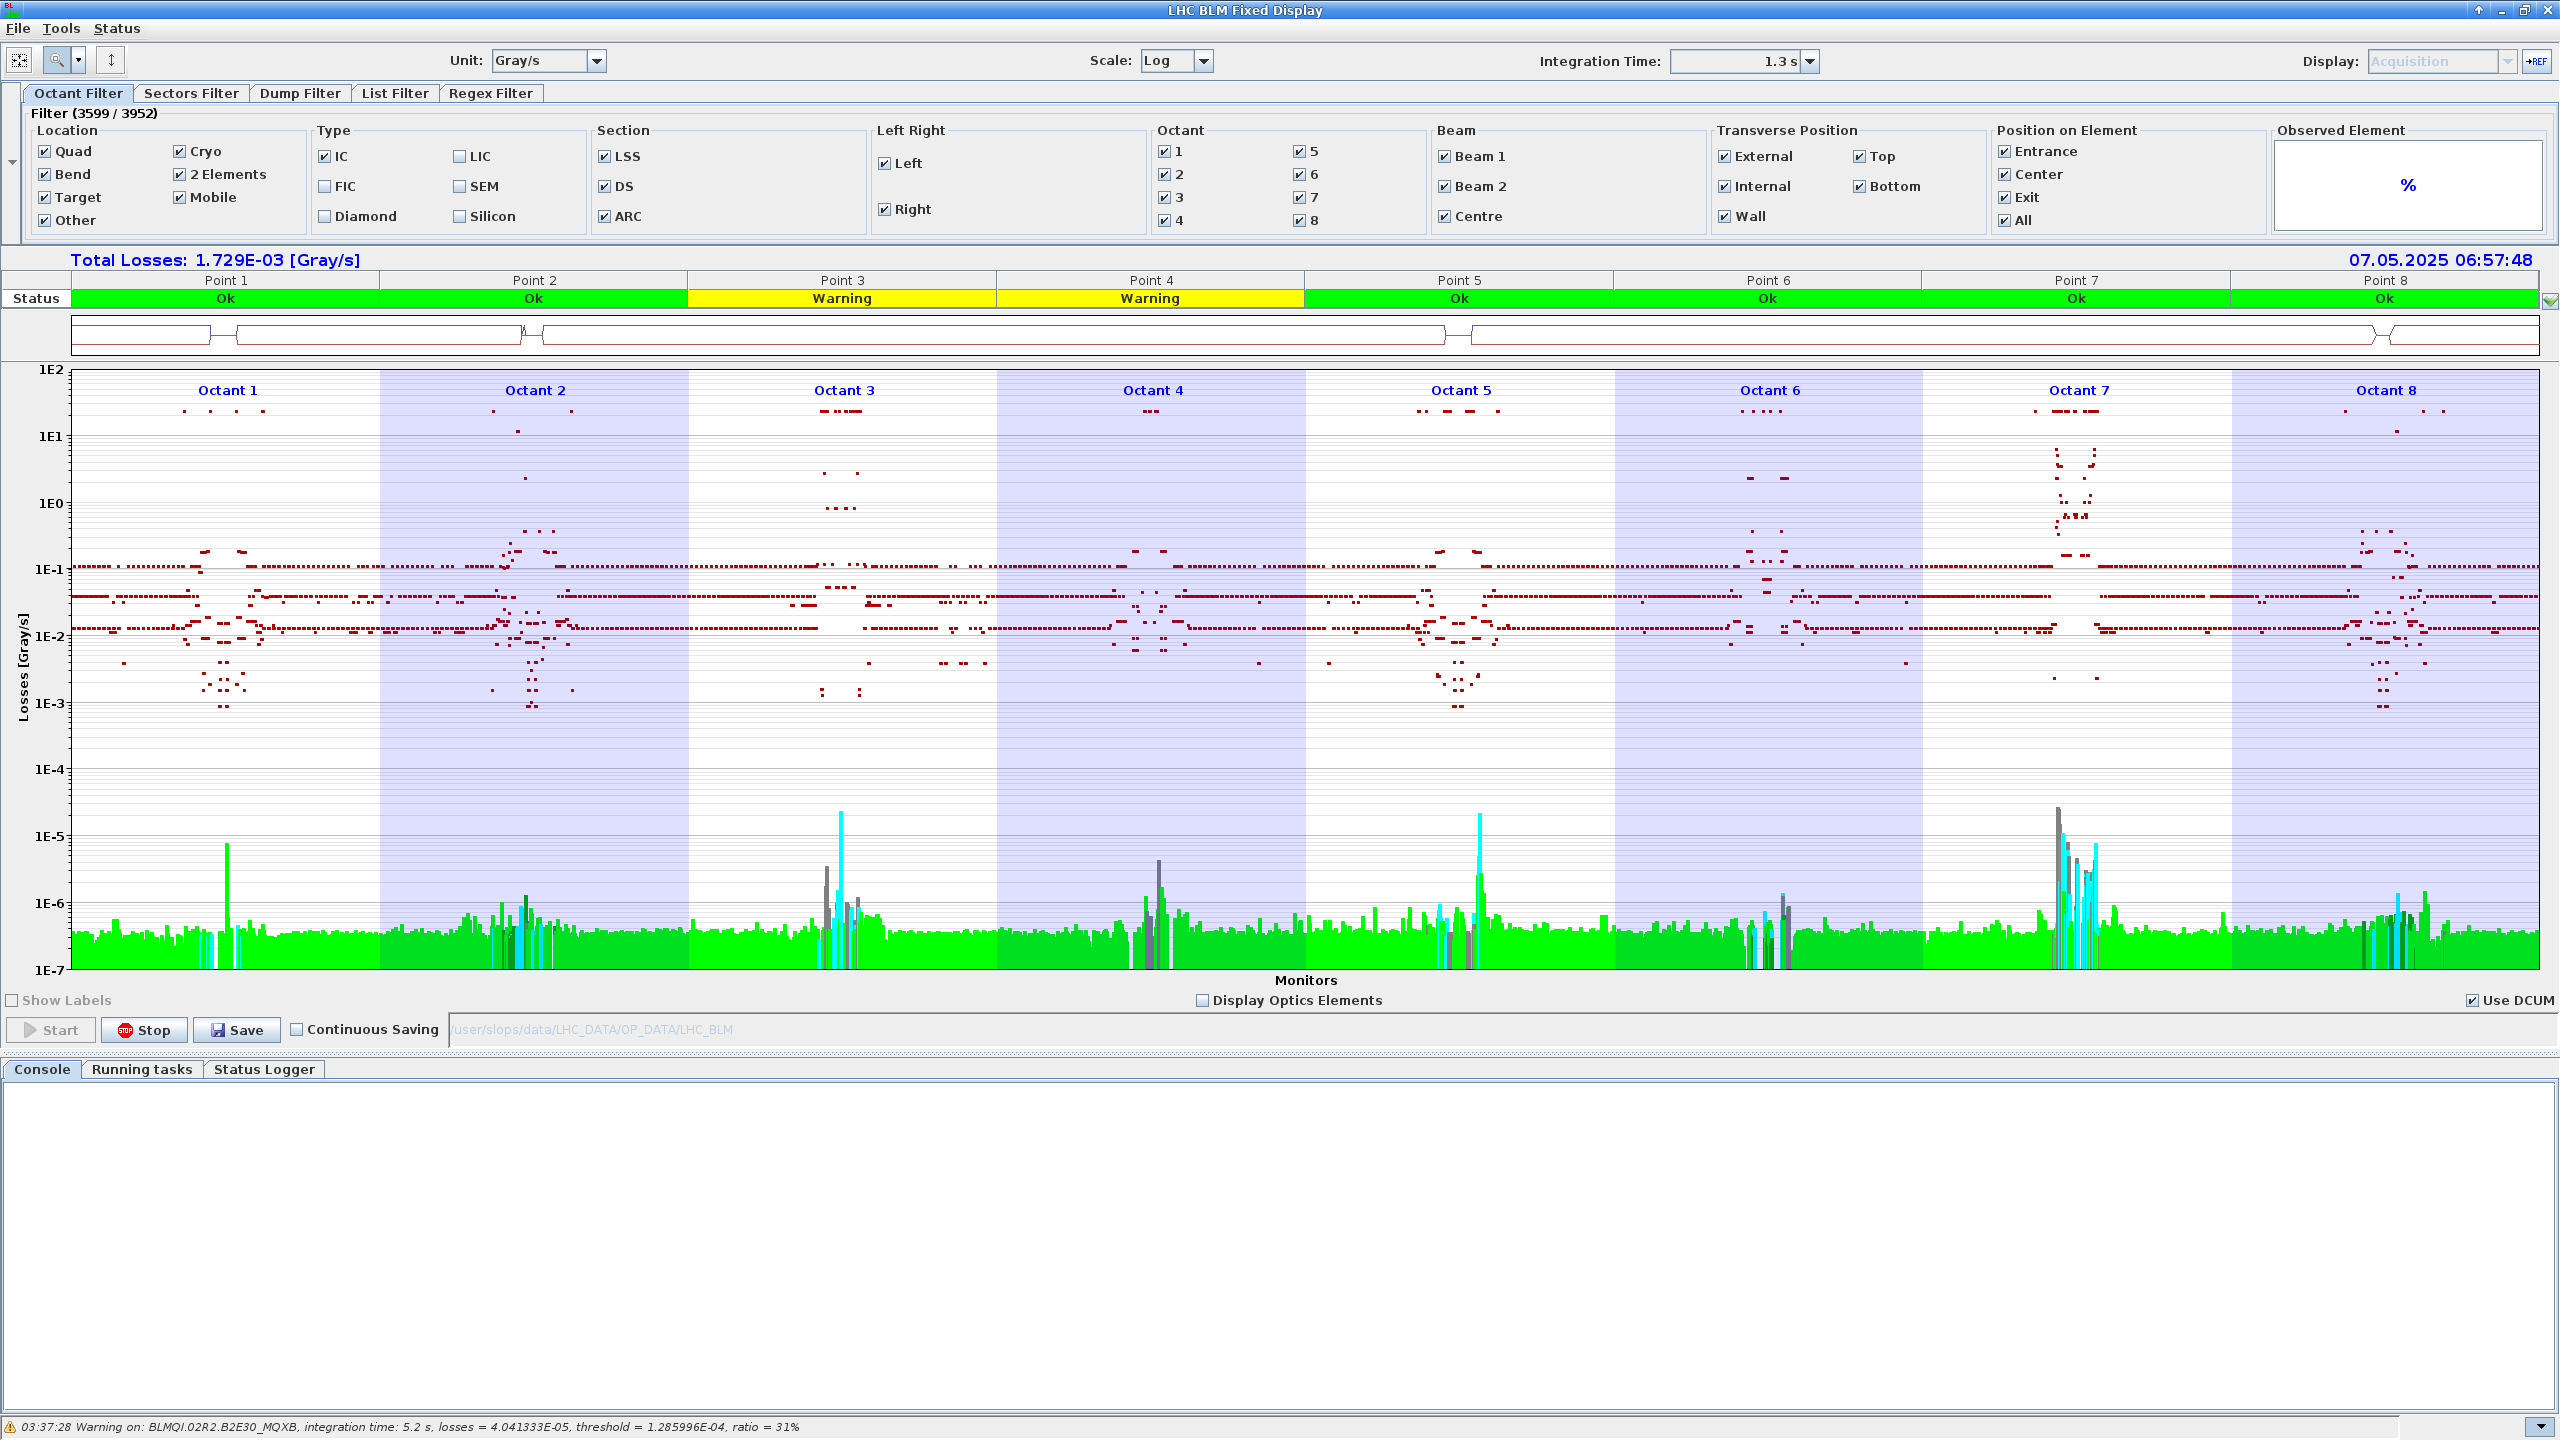 BL LHC BLM Fixed Display
File Tools Status
Unit: Gray/s Scale: Log Integration Time: 1.3 s Display: Acquisition →REF
Octant Filter Sectors Filter Dump Filter List Filter Regex Filter
Filter (3599 / 3952)
Location Type Section Left Right Octant Beam Transverse Position Position on Element Observed Element
Quad Cryo IC LIC LSS Left 1 5 Beam 1 External Top Entrance
Bend 2 Elements FIC SEM DS 2 6 Beam 2 Internal Bottom Center %
Target Mobile Diamond Silicon ARC Right 3 7 Centre Wall Exit
Other 4 8 All
Total Losses: 1.729E-03 [Gray/s] 07.05.2025 06:57:48
Point 1 Point 2 Point 3 Point 4 Point 5 Point 6 Point 7 Point 8
Status Ok Ok Warning Warning Ok Ok Ok Ok
1E2
Octant 1 Octant 2 Octant 3 Octant 4 Octant 5 Octant 6 Octant 7 Octant 8
1E1
1E0
1E-1
1E-2
1E-3
1E-4
1E-5
1E-6
1E-7
Losses [Gray/s]
Monitors
Show Labels Display Optics Elements Use DCUM
Start STOP Stop Save Continuous Saving /user/slops/data/LHC_DATA/OP_DATA/LHC_BLM
Console Running tasks Status Logger
03:37:28 Warning on: BLMQI.02R2.B2E30_MQXB, integration time: 5.2 s, losses = 4.041333E-05, threshold = 1.285996E-04, ratio = 31%